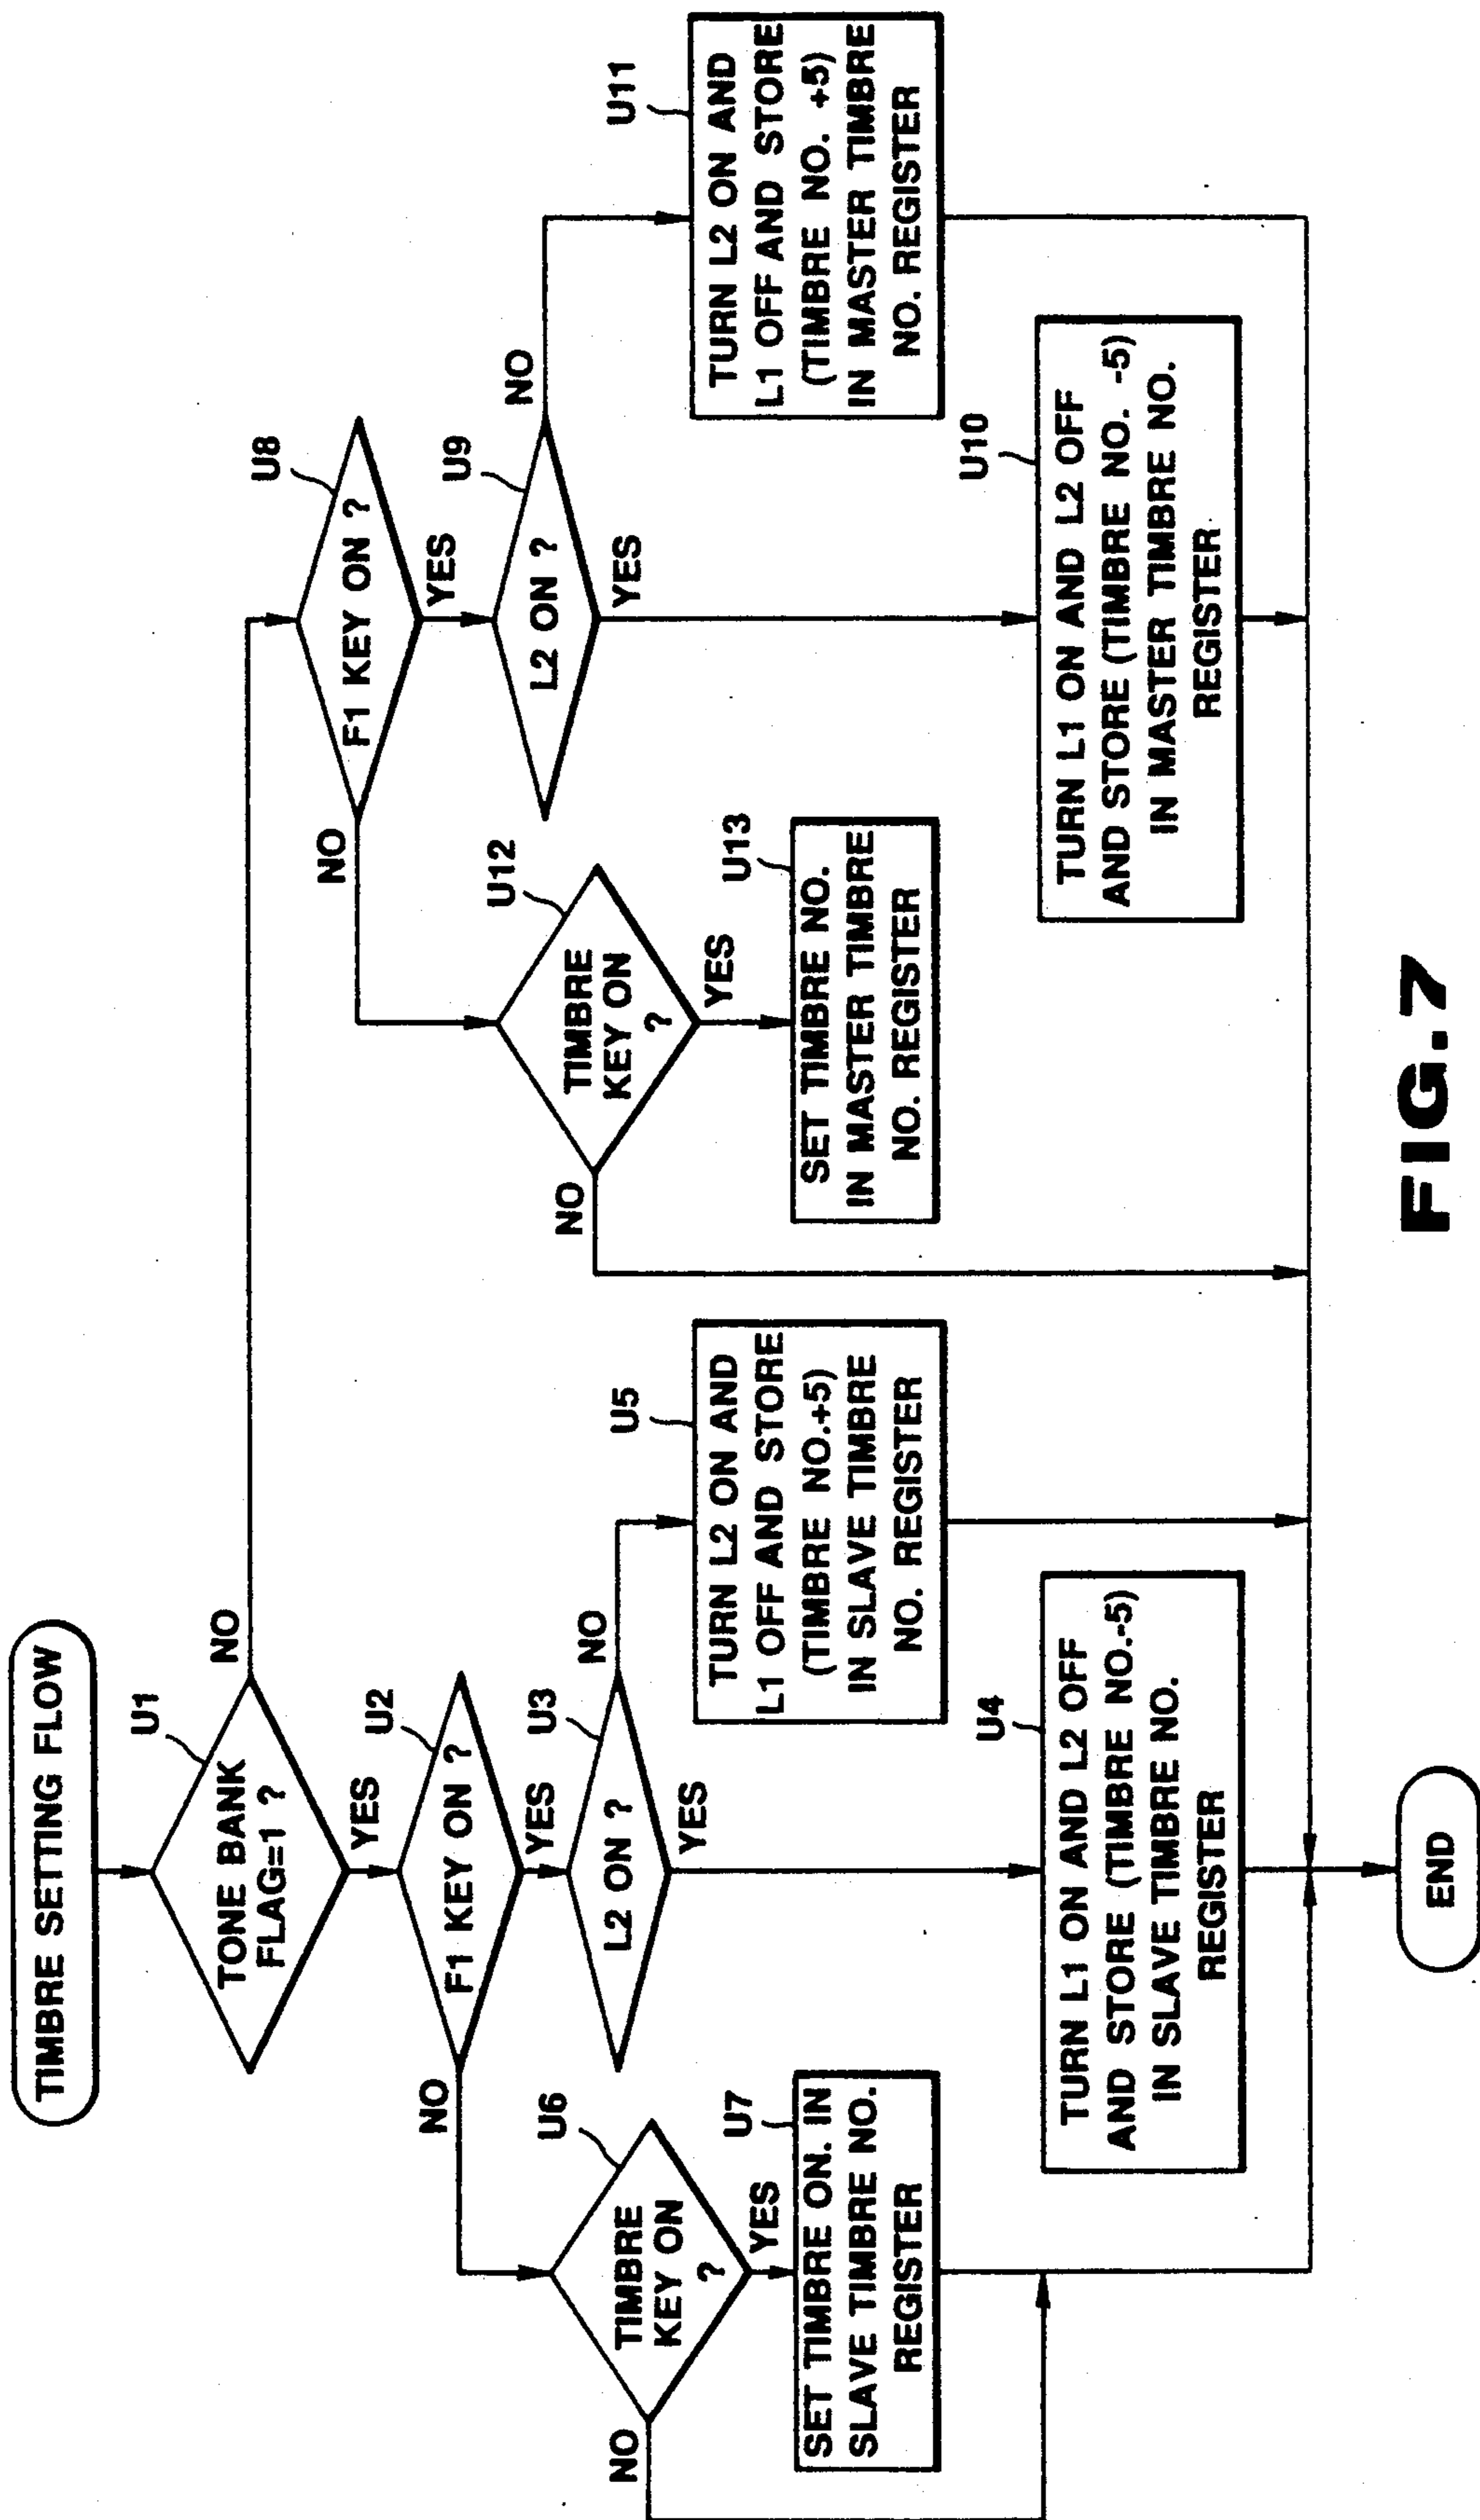 TIMBRE SETTING FLOW
U1
TONE BANK
FLAG=1 ?
NO
YES
U2
F1 KEY ON ?
NO
YES
U3
L2 ON ?
NO
YES
U6
TIMBRE
KEY ON
?
NO
YES
U7
SET TIMBRE ON. IN
SLAVE TIMBRE NO.
REGISTER
U5
TURN L2 ON AND
L1 OFF AND STORE
(TIMBRE NO.+5)
IN SLAVE TIMBRE
NO. REGISTER
U4
TURN L1 ON AND L2 OFF
AND STORE (TIMBRE NO.-5)
IN SLAVE TIMBRE NO.
REGISTER
U8
F1 KEY ON ?
NO
YES
U9
L2 ON ?
NO
YES
U12
TIMBRE
KEY ON
?
NO
YES
U13
SET TIMBRE NO.
IN MASTER TIMBRE
NO. REGISTER
U11
TURN L2 ON AND
L1 OFF AND STORE
(TIMBRE NO. +5)
IN MASTER TIMBRE
NO. REGISTER
U10
TURN L1 ON AND L2 OFF
AND STORE (TIMBRE NO. -5)
IN MASTER TIMBRE NO.
REGISTER
END
FIG.7